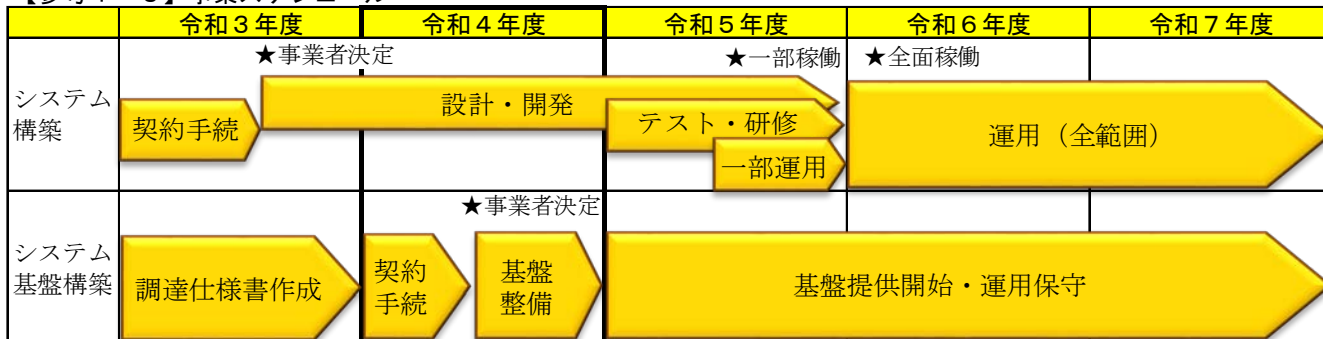 令和３年度 令和４年度 令和５年度 令和６年度 令和７年度
★事業者決定 ★一部稼働 ★全面稼働
システム
構築
契約手続
設計・開発
テスト・研修
一部運用
運用（全範囲）
★事業者決定
システム
基盤構築
調達仕様書作成
契約
手続
基盤
整備
基盤提供開始・運用保守